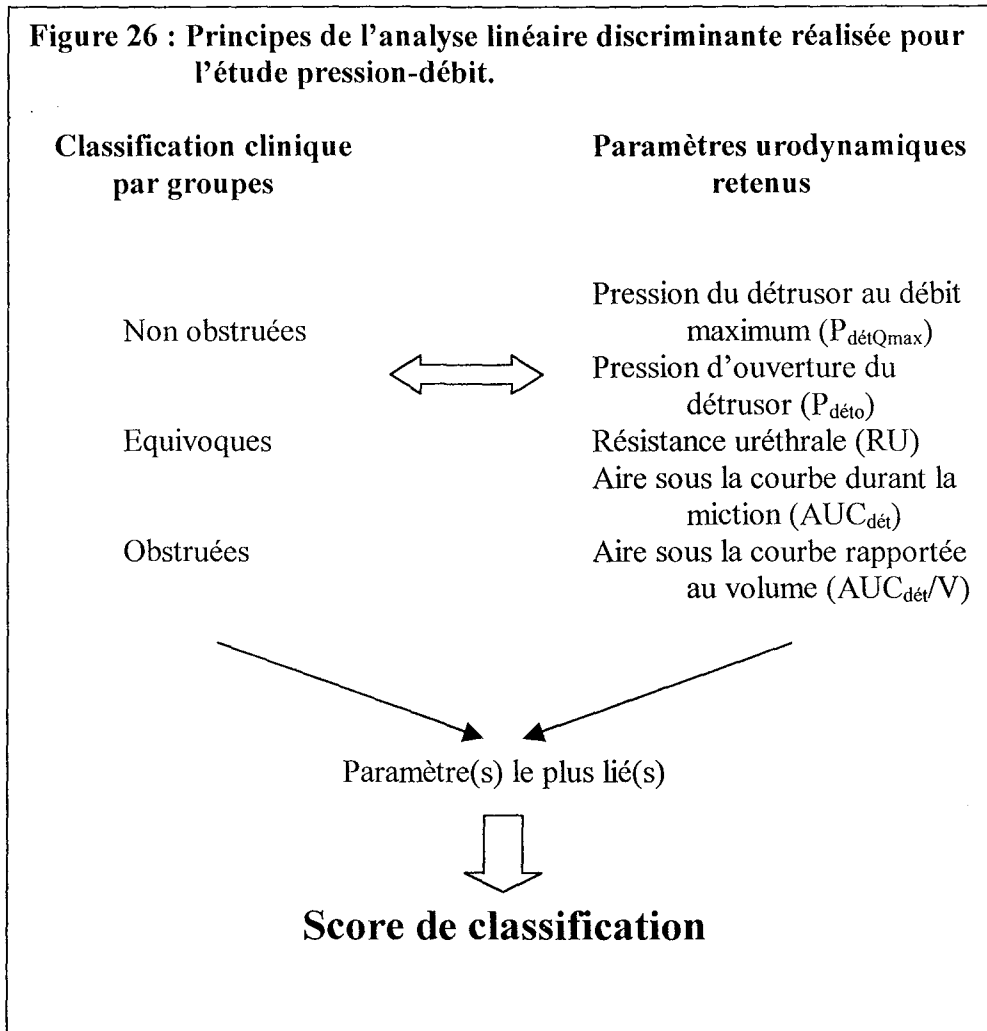 Figure 26 : Principes de l'analyse linéaire discriminante réalisée pour
l'étude pression-débit.
Classification clinique
par groupes
Non obstruées
Equivoques
Obstruées
Paramètres urodynamiques
retenus
Pression du détrusor au débit
maximum (PdétQmax)
Pression d'ouverture du
détrusor (Pdéto)
Résistance uréthrale (RU)
Aire sous la courbe durant la
miction (AUCdét)
Aire sous la courbe rapportée
au volume (AUCdét/V)
Paramètre(s) le plus lié(s)
Score de classification